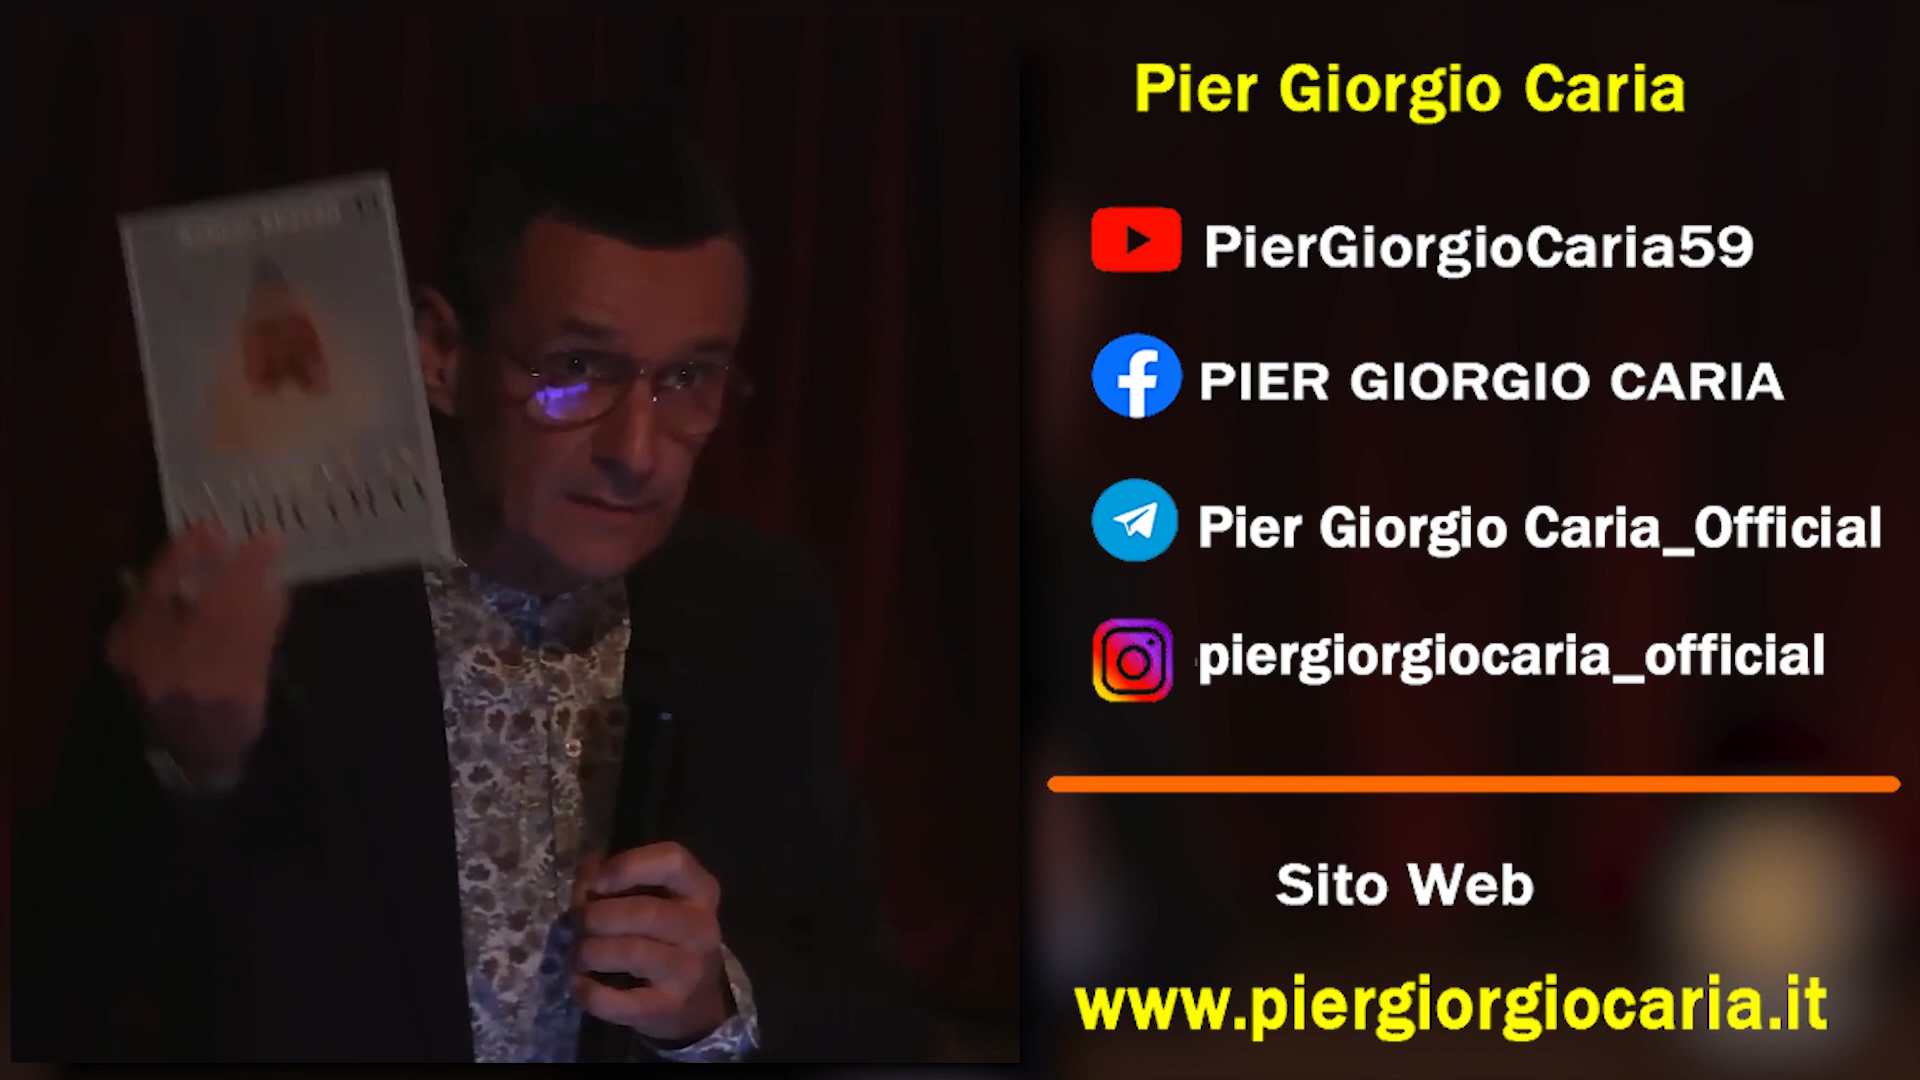 Pier Giorgio Caria
PierGiorgioCaria59
PIER GIORGIO CARIA
Pier Giorgio Caria_Official
piergiorgiocaria_official
Sito Web
www.piergiorgiocaria.it